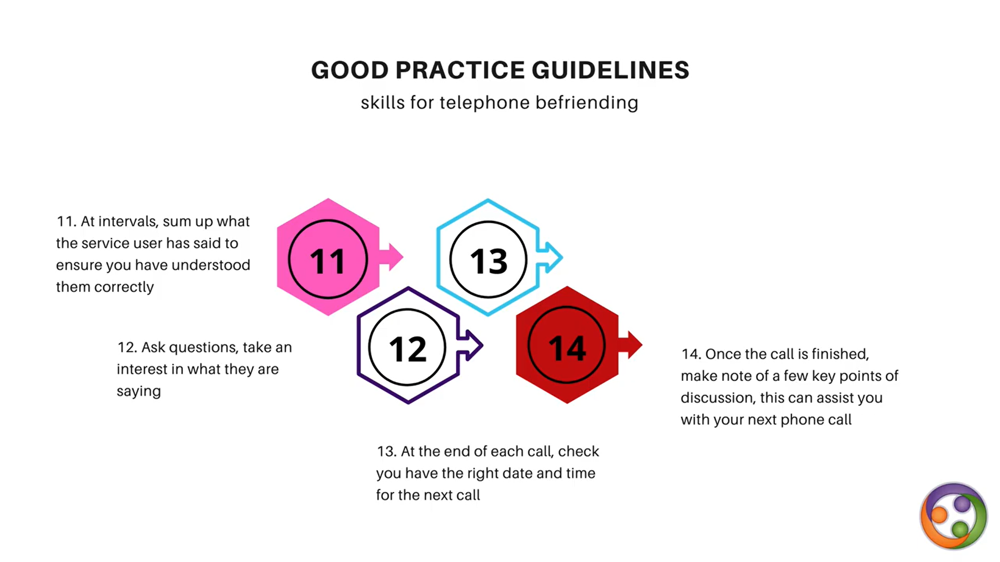 GOOD PRACTICE GUIDELINES
skills for telephone befriending
11. At intervals, sum up what
the service user has said to
ensure you have understood
them correctly
11
13
12
14
12. Ask questions, take an
interest in what they are
saying
14. Once the call is finished,
make note of a few key points of
discussion, this can assist you
with your next phone call
13. At the end of each call, check
you have the right date and time
for the next call